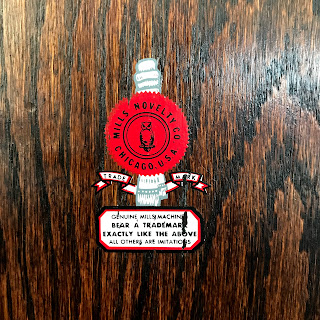 MILLS NOVELTY CO
CHICAGO, U.S.A.
TRADE MARK
GENUINE MILLS MACHINES
BEAR A TRADEMARK
EXACTLY LIKE THE ABOVE
ALL OTHERS ARE IMITATIONS